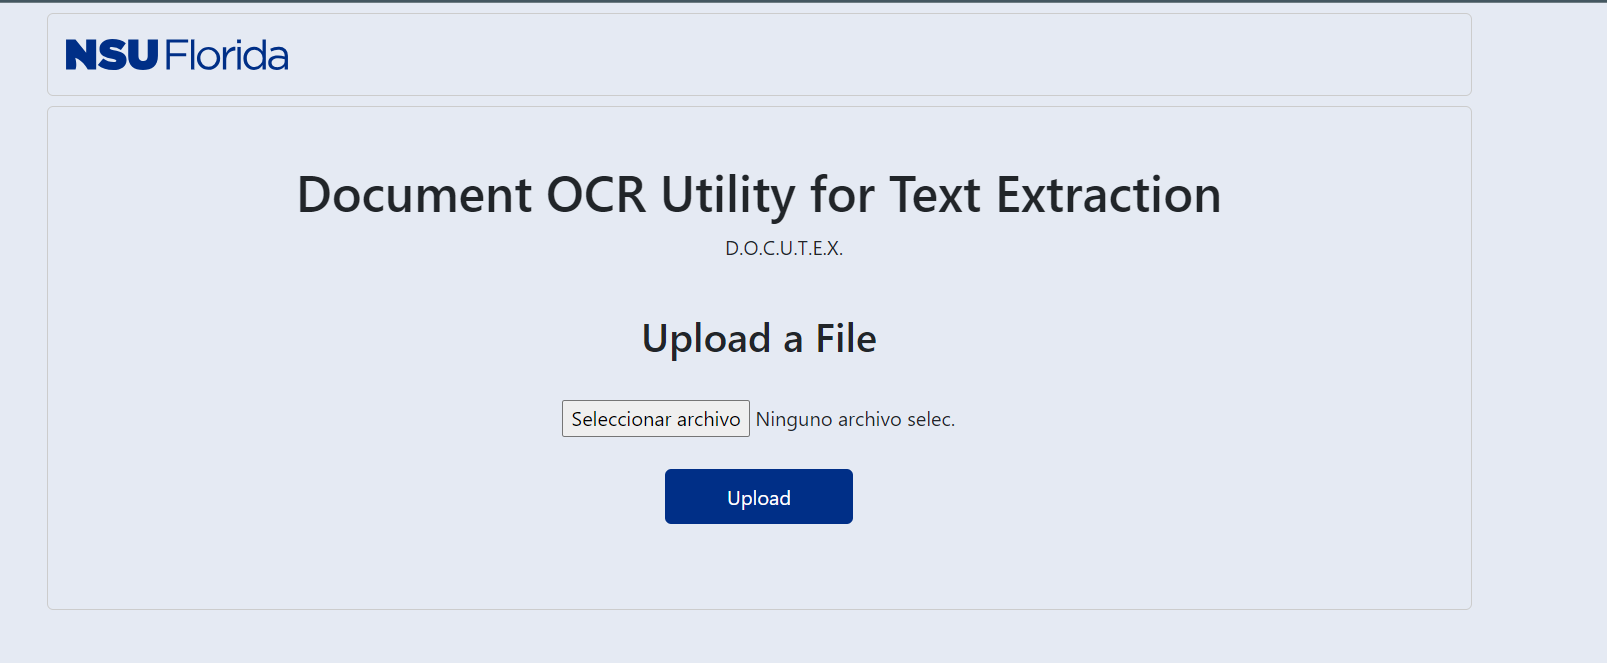 NSU Florida
Document OCR Utility for Text Extraction
D.O.C.U.T.E.X.
Upload a File
Seleccionar archivo Ninguno archivo selec.
Upload